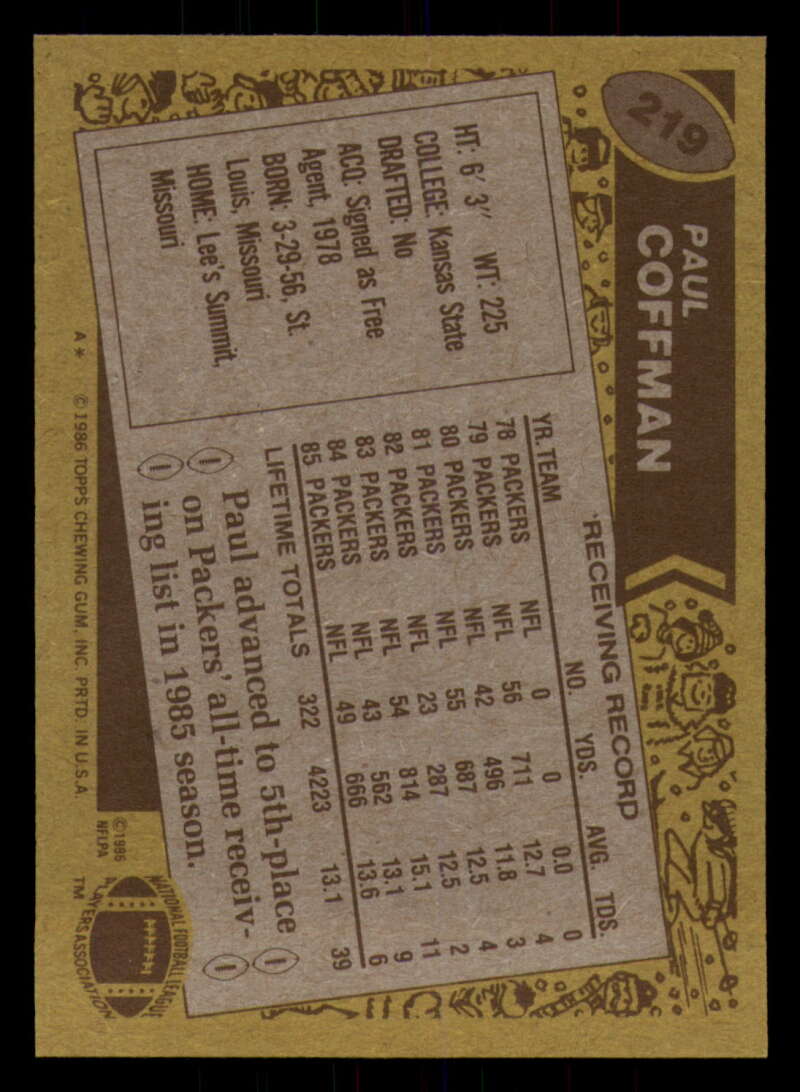 219
PAUL
COFFMAN
HT: 6' 3" WT: 225
COLLEGE: Kansas State
DRAFTED: No
ACQ: Signed as Free
Agent, 1978
BORN: 3-29-56, St.
Louis, Missouri
HOME: Lee's Summit,
Missouri
RECEIVING RECORD
YR. TEAM NO. YDS. AVG. TDS.
78 PACKERS NFL 0 0 0.0 0
79 PACKERS NFL 56 711 12.7 4
80 PACKERS NFL 42 496 11.8 3
81 PACKERS NFL 55 687 12.5 4
82 PACKERS NFL 23 287 12.5 2
83 PACKERS NFL 54 814 15.1 11
84 PACKERS NFL 43 562 13.1 9
85 PACKERS NFL 49 666 13.6 6
LIFETIME TOTALS 322 4223 13.1 39
Paul advanced to 5th-place
on Packers' all-time receiv-
ing list in 1985 season.
A* © 1986 TOPPS CHEWING GUM, INC. PRTD. IN U.S.A.
©1986
NFLPA
NATIONAL FOOTBALL LEAGUE
PLAYERS ASSOCIATION
TM